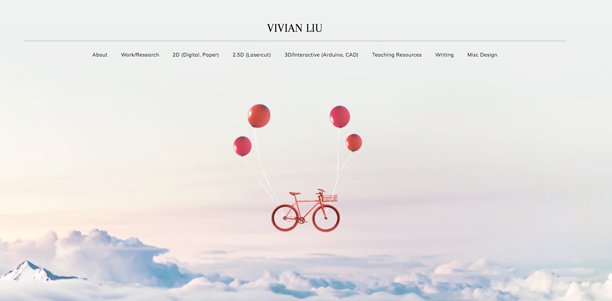 VIVIAN LIU
About Work/Research 2D (Digital, Paper) 2.5D (Lasercut) 3D/Interactive (Arduino, CAD) Teaching Resources Writing Misc Design